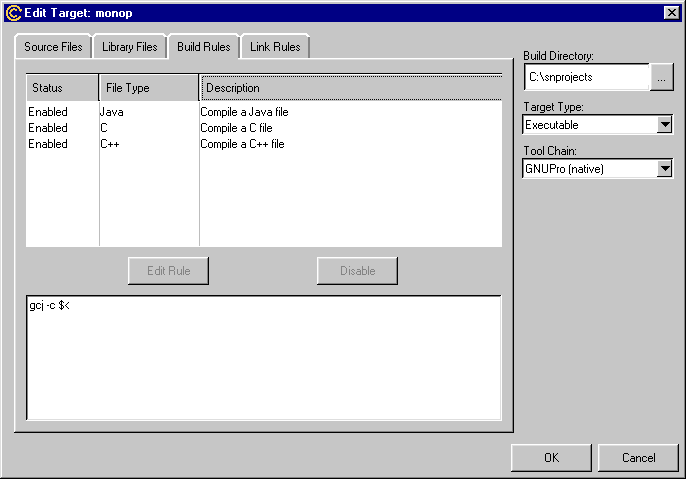 Edit Target: monop
Source Files Library Files Build Rules Link Rules
Status File Type Description
Enabled Java Compile a Java file
Enabled C Compile a C file
Enabled C++ Compile a C++ file
Edit Rule Disable
gcj -c $<
Build Directory:
C:\snprojects ...
Target Type:
Executable
Tool Chain:
GNUPro (native)
OK Cancel